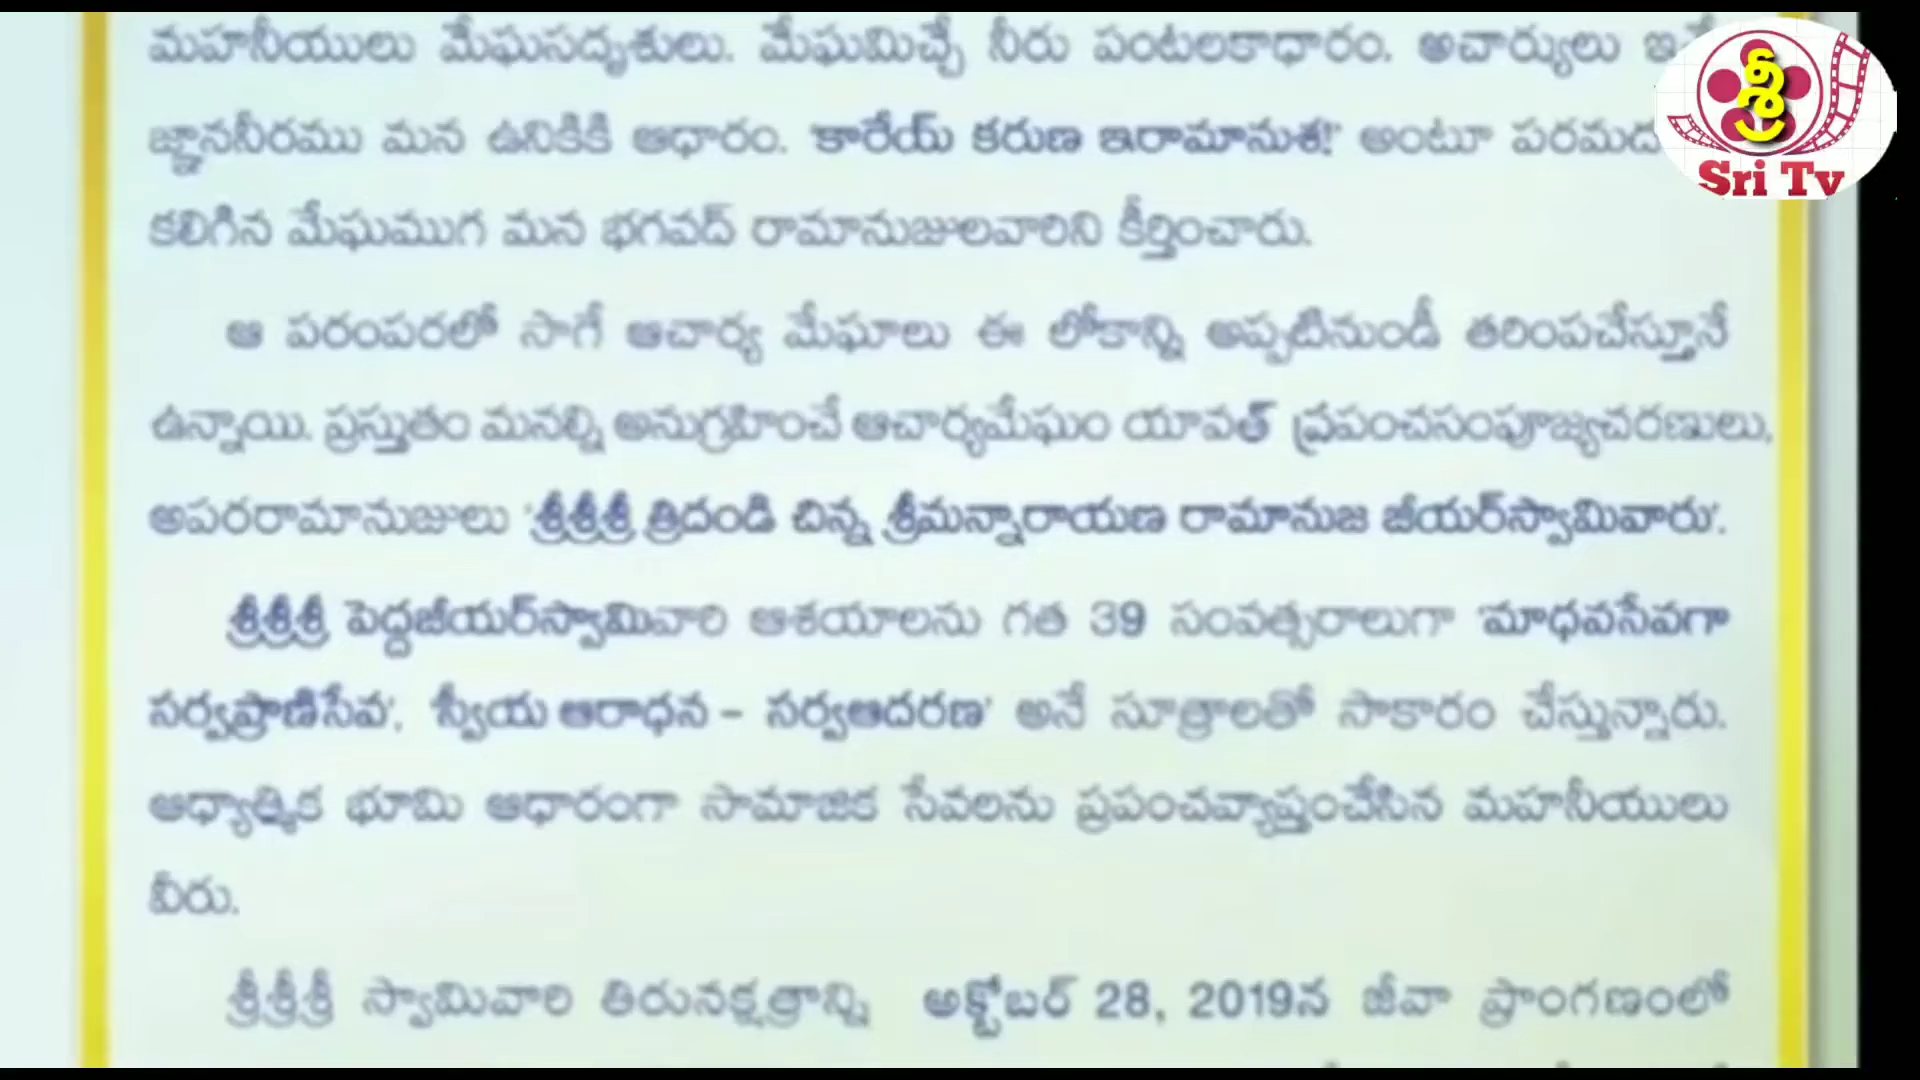 మహనీయులు మేఘసదృశులు. మేఘమిచ్చే నీరు పంటలకాధారం. అచార్యులు
జ్ఞాననీరము మన ఉనికికి ఆధారం. 'కారేయ్ కరుణ ఇరామానుశ!' అంటూ
కలిగిన మేఘముగ మన భగవద్ రామానుజులవారిని కీర్తించారు.
ఆ పరంపరలో సాగే ఆచార్య మేఘాలు ఈ లోకాన్ని అప్పటినుండీ తరింపచేస్తూనే
ఉన్నాయి. ప్రస్తుతం మనల్ని అనుగ్రహించే ఆచార్యమేఘం యావత్ ప్రపంచసంపూజ్యచరణులు,
అపరరామానుజులు 'శ్రీశ్రీశ్రీ త్రిదండి చిన్న శ్రీమన్నారాయణ రామానుజ జీయర్‌స్వామివారు'.
శ్రీశ్రీశ్రీ పెద్దజీయర్‌స్వామివారి ఆశయాలను గత 39 సంవత్సరాలుగా 'మాధవసేవగా
సర్వప్రాణిసేవ', 'స్వీయ ఆరాధన – సర్వఆదరణ' అనే సూత్రాలతో సాకారం చేస్తున్నారు.
ఆధ్యాత్మిక భూమి ఆధారంగా సామాజిక సేవలను ప్రపంచవ్యాప్తంచేసిన మహనీయులు
వీరు.
శ్రీశ్రీశ్రీ స్వామివారి తిరునక్షత్రాన్ని అక్టోబర్ 28, 2019న జీవా ప్రాంగణంలో
శ్రీ
Sri Tv